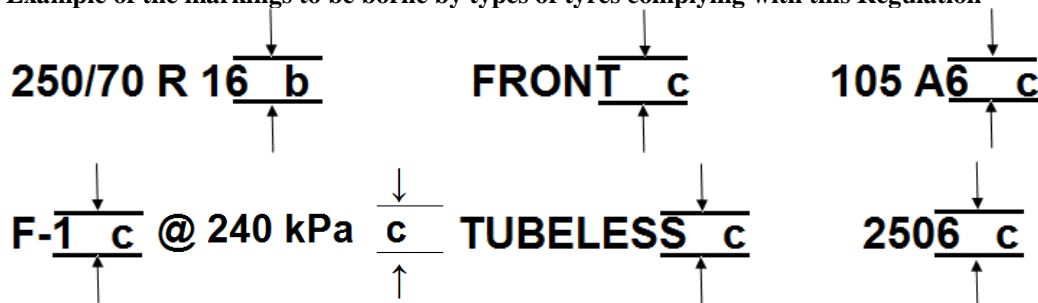 Example of the markings to be borne by types of tyres complying with this Regulation
250/70 R 16 b FRONT c 105 A6 c
F-1 c @ 240 kPa c TUBELESS c 2506 c